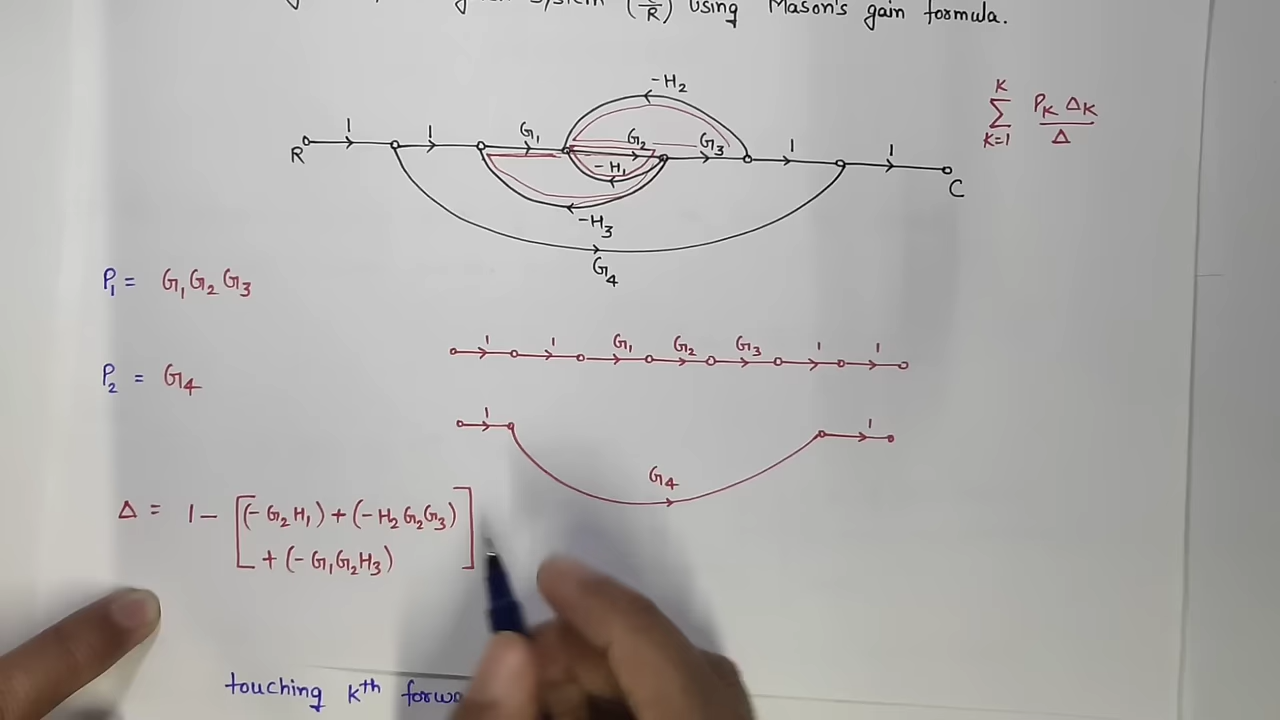 System (C/R) using Mason's gain formula.
-H2
K
Σ PK ΔK / Δ
K=1
R 1 1 G1 G2 G3 1 1 C
-H1
-H3
G4
P1 = G1G2G3
1 1 G1 G2 G3 1 1
P2 = G4
1 1
G4
Δ = 1 - [(-G2H1) + (-H2G2G3)
+ (-G1G2H3)]
touching Kth forwa